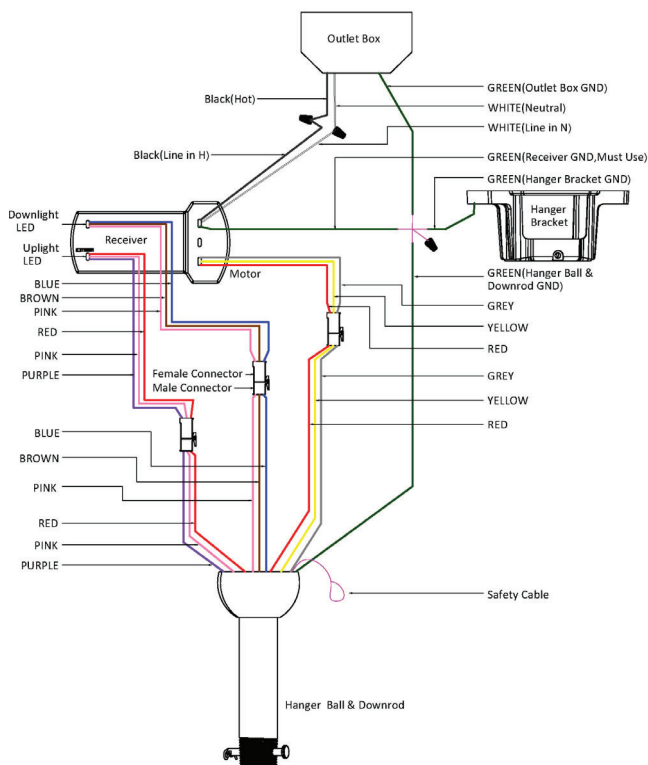 Outlet Box
GREEN(Outlet Box GND)
Black(Hot)
WHITE(Neutral)
WHITE(Line in N)
Black(Line in H)
GREEN(Receiver GND,Must Use)
GREEN(Hanger Bracket GND)
Hanger
Bracket
Downlight
LED
Receiver
Uplight
LED
Motor
GREEN(Hanger Ball &
Downrod GND)
BLUE
BROWN
GREY
PINK
YELLOW
RED
RED
PINK
Female Connector
GREY
PURPLE
Male Connector
YELLOW
RED
BLUE
BROWN
PINK
RED
PINK
PURPLE
Safety Cable
Hanger Ball & Downrod